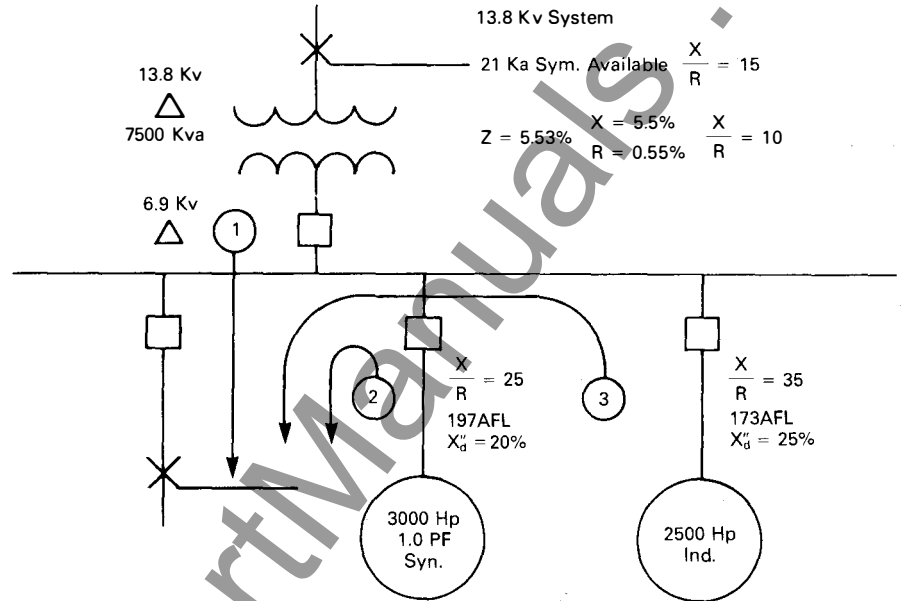 13.8 Kv System
21 Ka Sym. Available X/R = 15
13.8 Kv
7500 Kva
Z = 5.53% X = 5.5% R = 0.55% X/R = 10
6.9 Kv
1
X/R = 25
197AFL
X"d = 20%
2
3
X/R = 35
173AFL
X"d = 25%
3000 Hp
1.0 PF
Syn.
2500 Hp
Ind.
rtManuals.